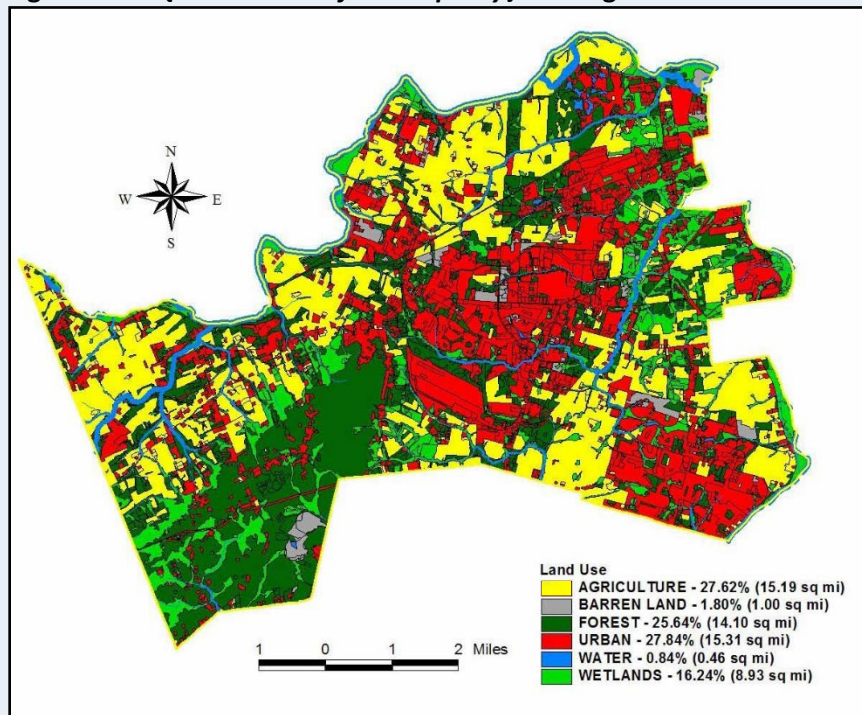 N
W E
S
1 0 1 2 Miles
Land Use
AGRICULTURE - 27.62% (15.19 sq mi)
BARREN LAND - 1.80% (1.00 sq mi)
FOREST - 25.64% (14.10 sq mi)
URBAN - 27.84% (15.31 sq mi)
WATER - 0.84% (0.46 sq mi)
WETLANDS - 16.24% (8.93 sq mi)